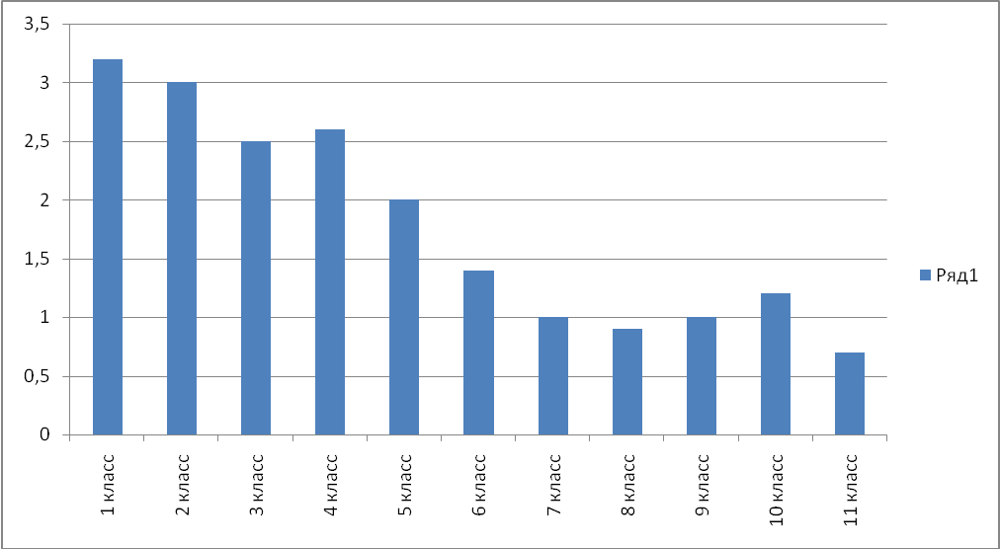 3,5
3
2,5
2
1,5
1
0,5
0
1 класс
2 класс
3 класс
4 класс
5 класс
6 класс
7 класс
8 класс
9 класс
10 класс
11 класс
Ряд1